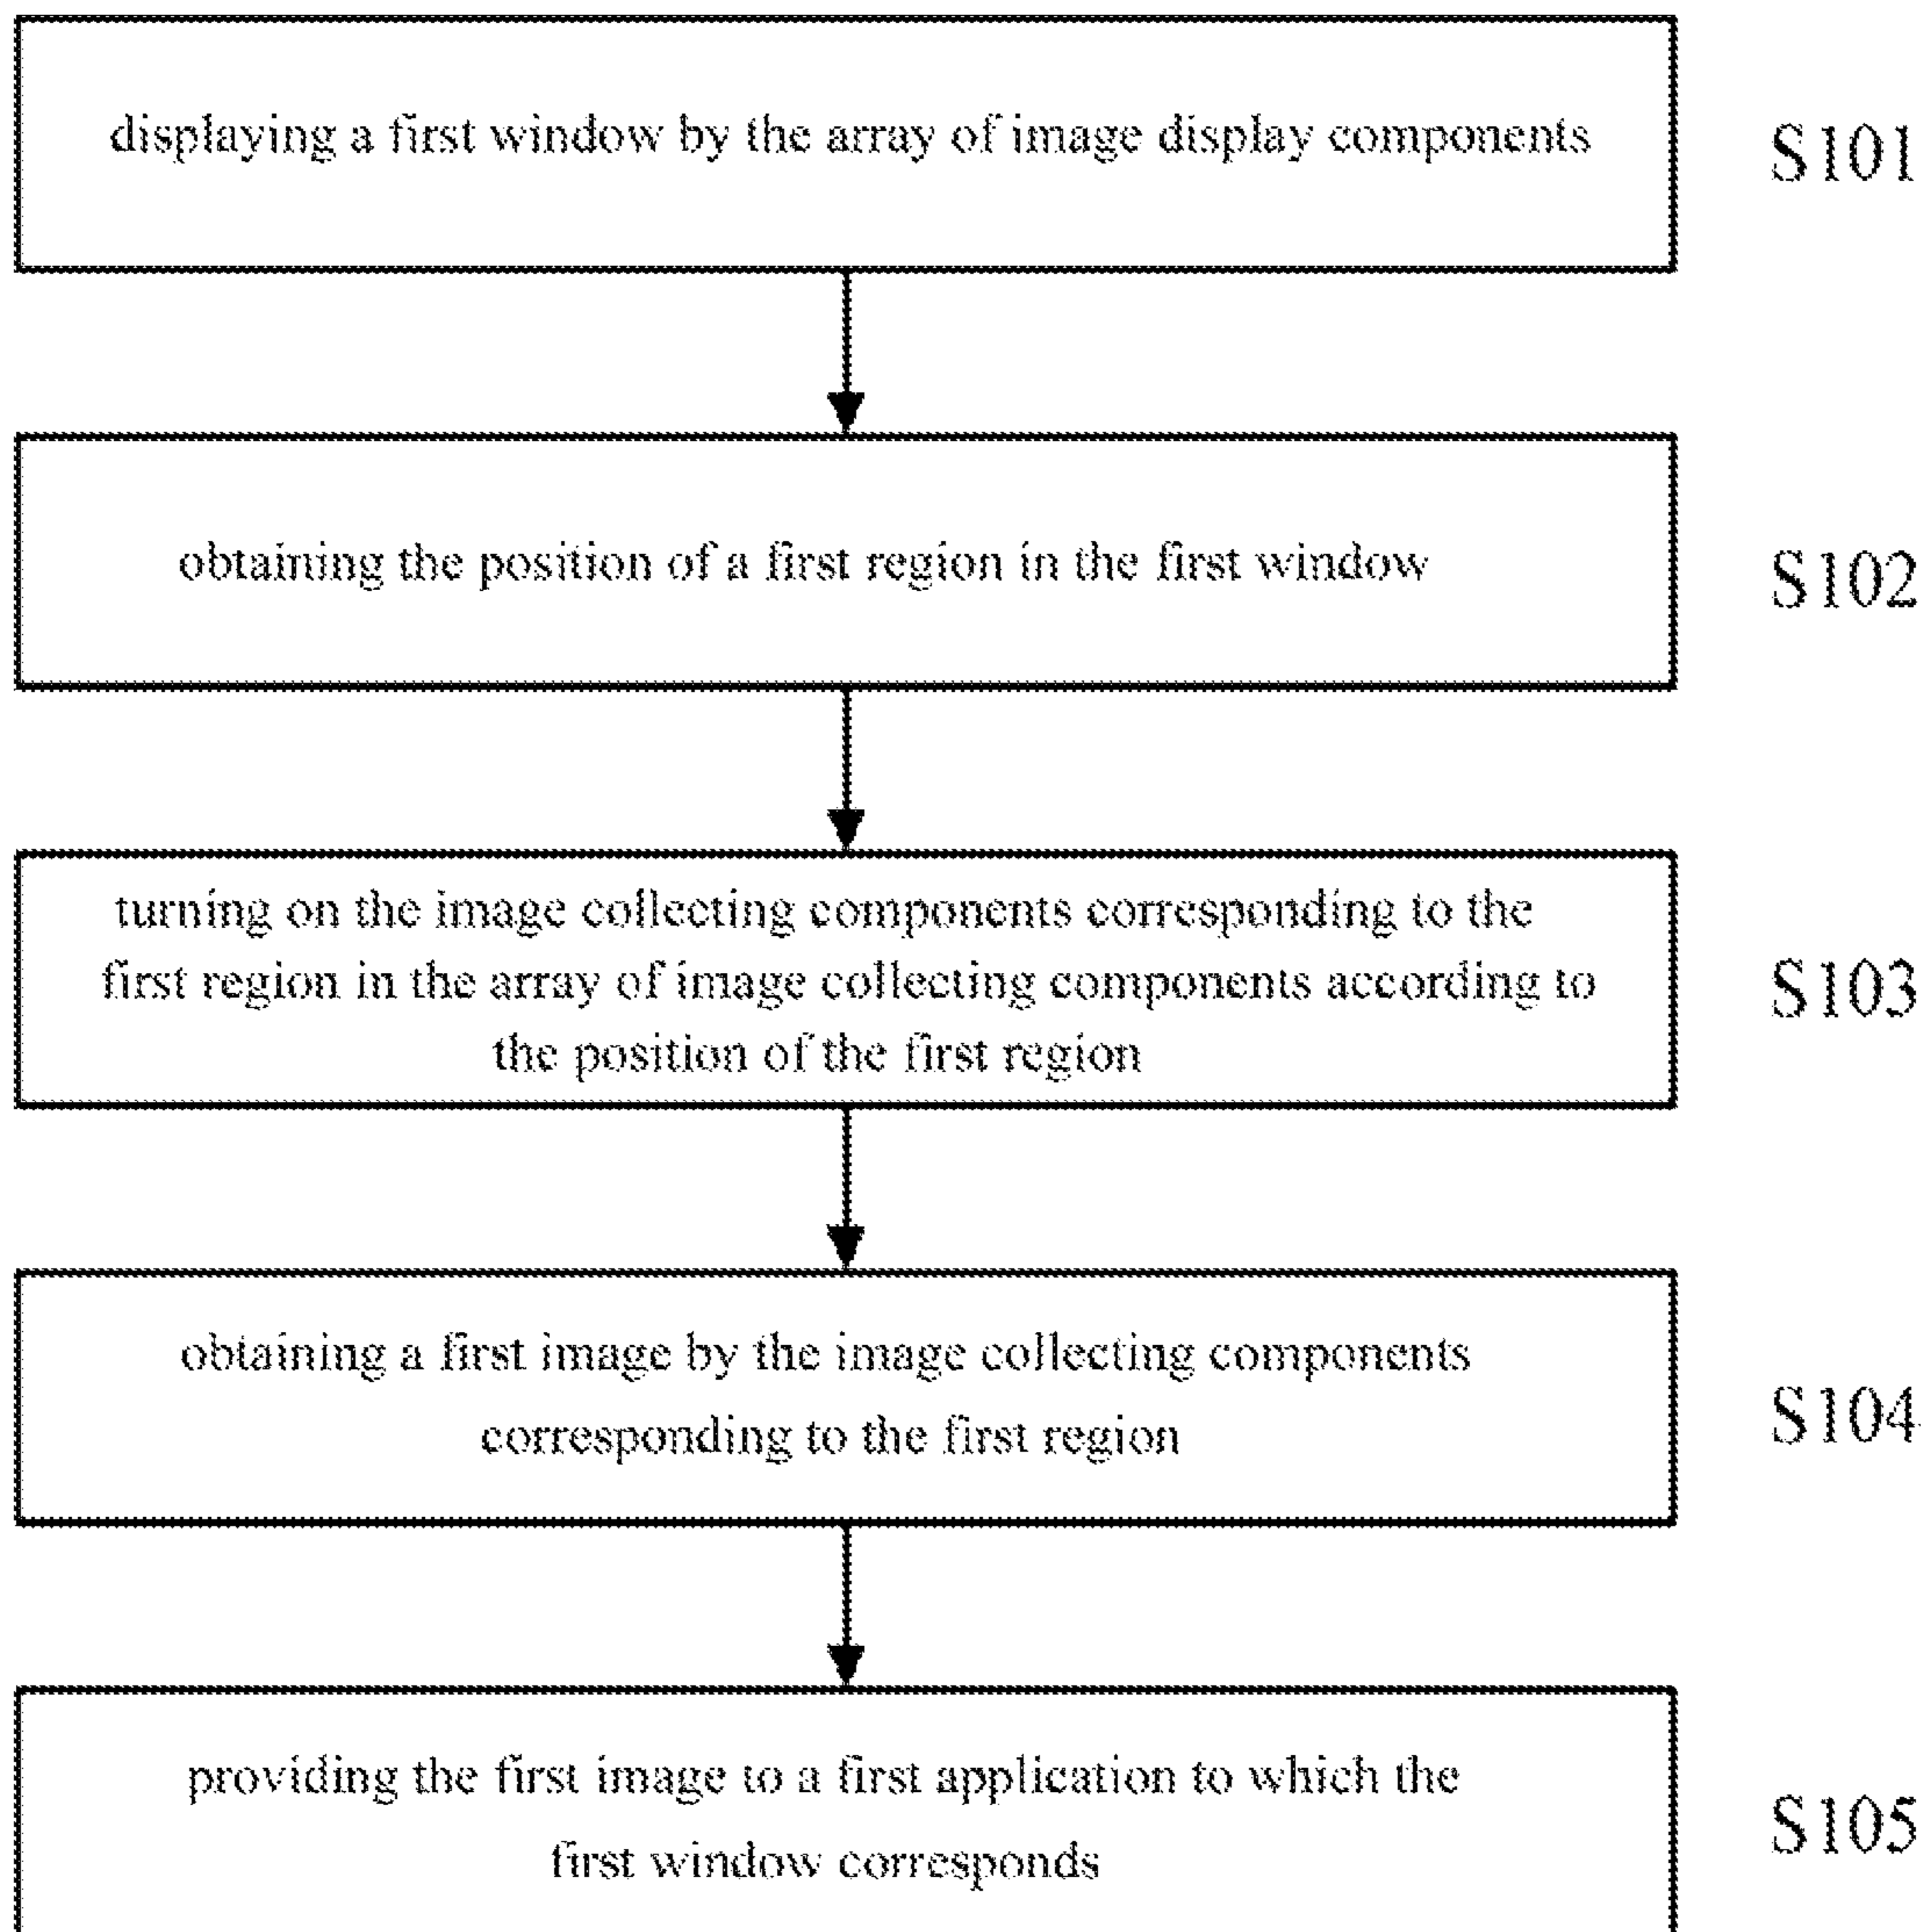 displaying a first window by the array of image display components
S101
obtaining the position of a first region in the first window
S102
turning on the image collecting components corresponding to the
first region in the array of image collecting components according to
the position of the first region
S103
obtaining a first image by the image collecting components
corresponding to the first region
S104
providing the first image to a first application to which the
first window corresponds
S105